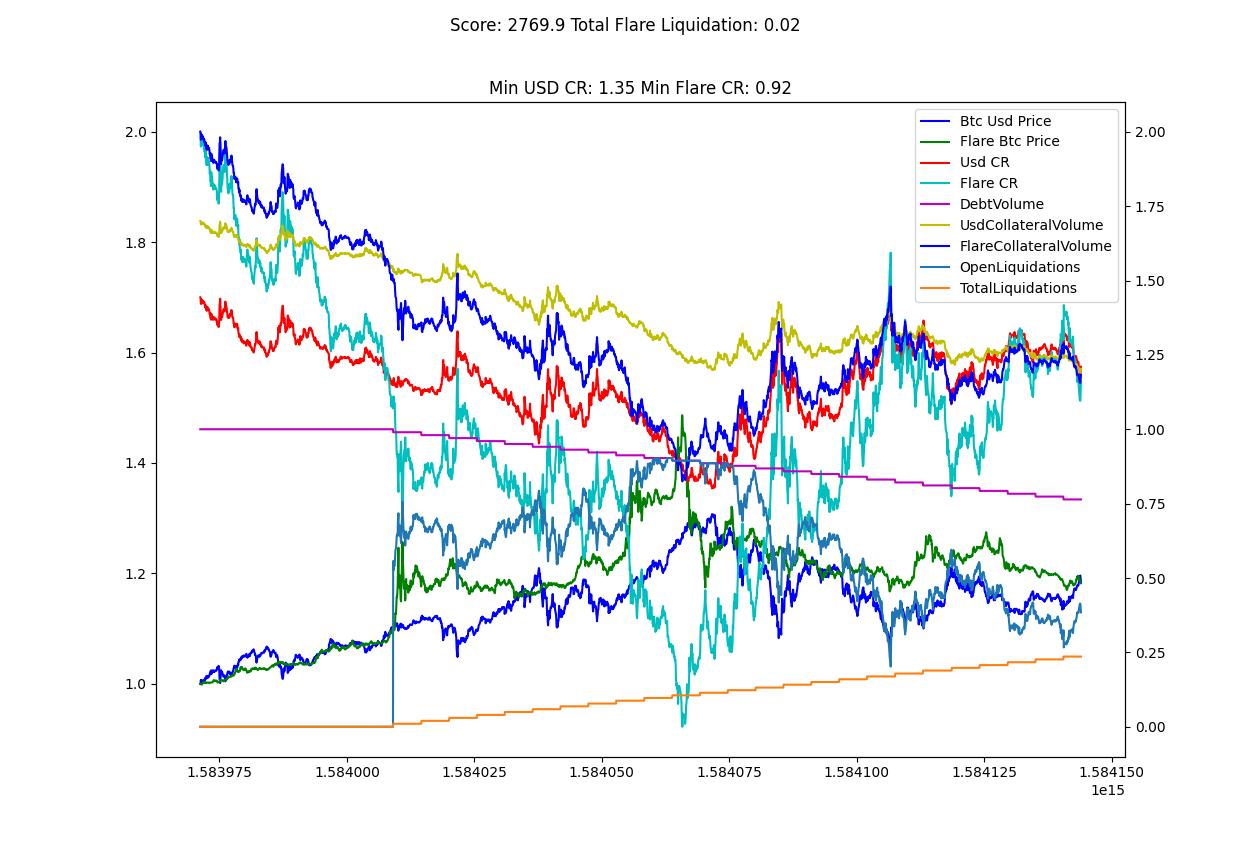 Score: 2769.9 Total Flare Liquidation: 0.02
Min USD CR: 1.35 Min Flare CR: 0.92
2.0
1.8
1.6
1.4
1.2
1.0
Btc Usd Price
Flare Btc Price
Usd CR
Flare CR
DebtVolume
UsdCollateralVolume
FlareCollateralVolume
OpenLiquidations
TotalLiquidations
2.00
1.75
1.50
1.25
1.00
0.75
0.50
0.25
0.00
1.583975 1.584000 1.584025 1.584050 1.584075 1.584100 1.584125 1.584150
1e15